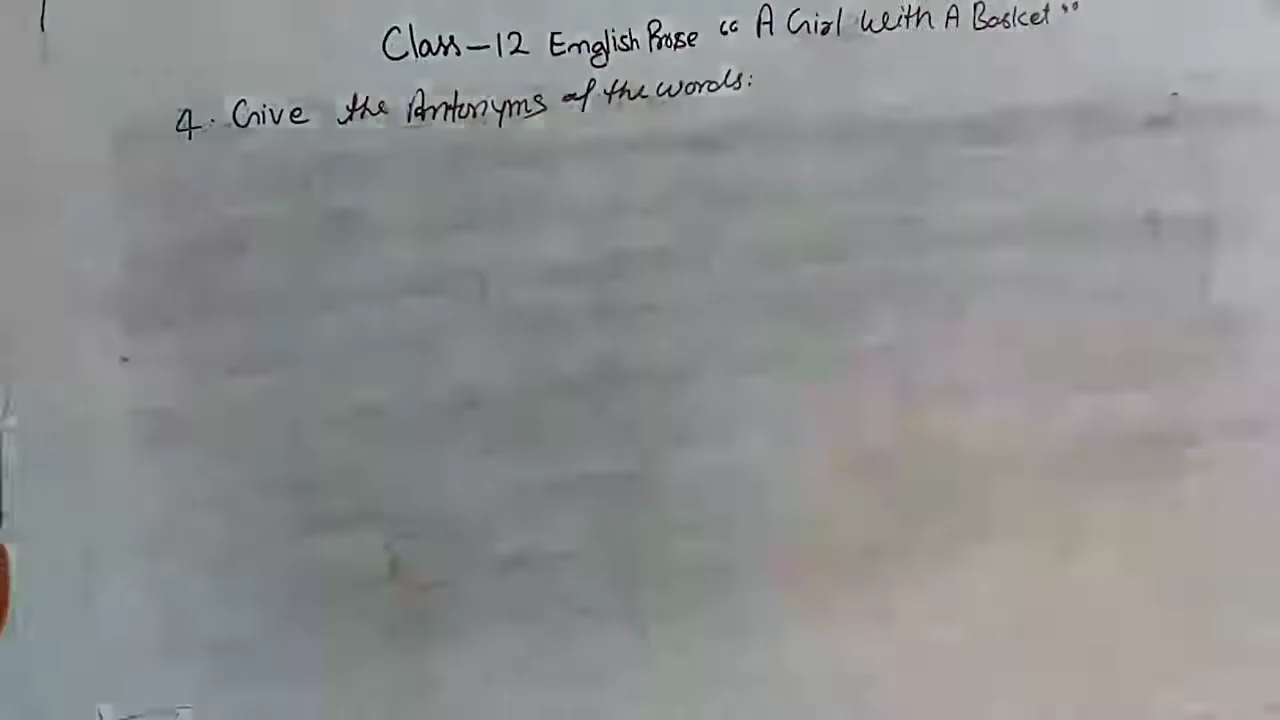 Class-12 English Prose “ A Girl With A Basket ”
4. Give the Antonyms of the words: